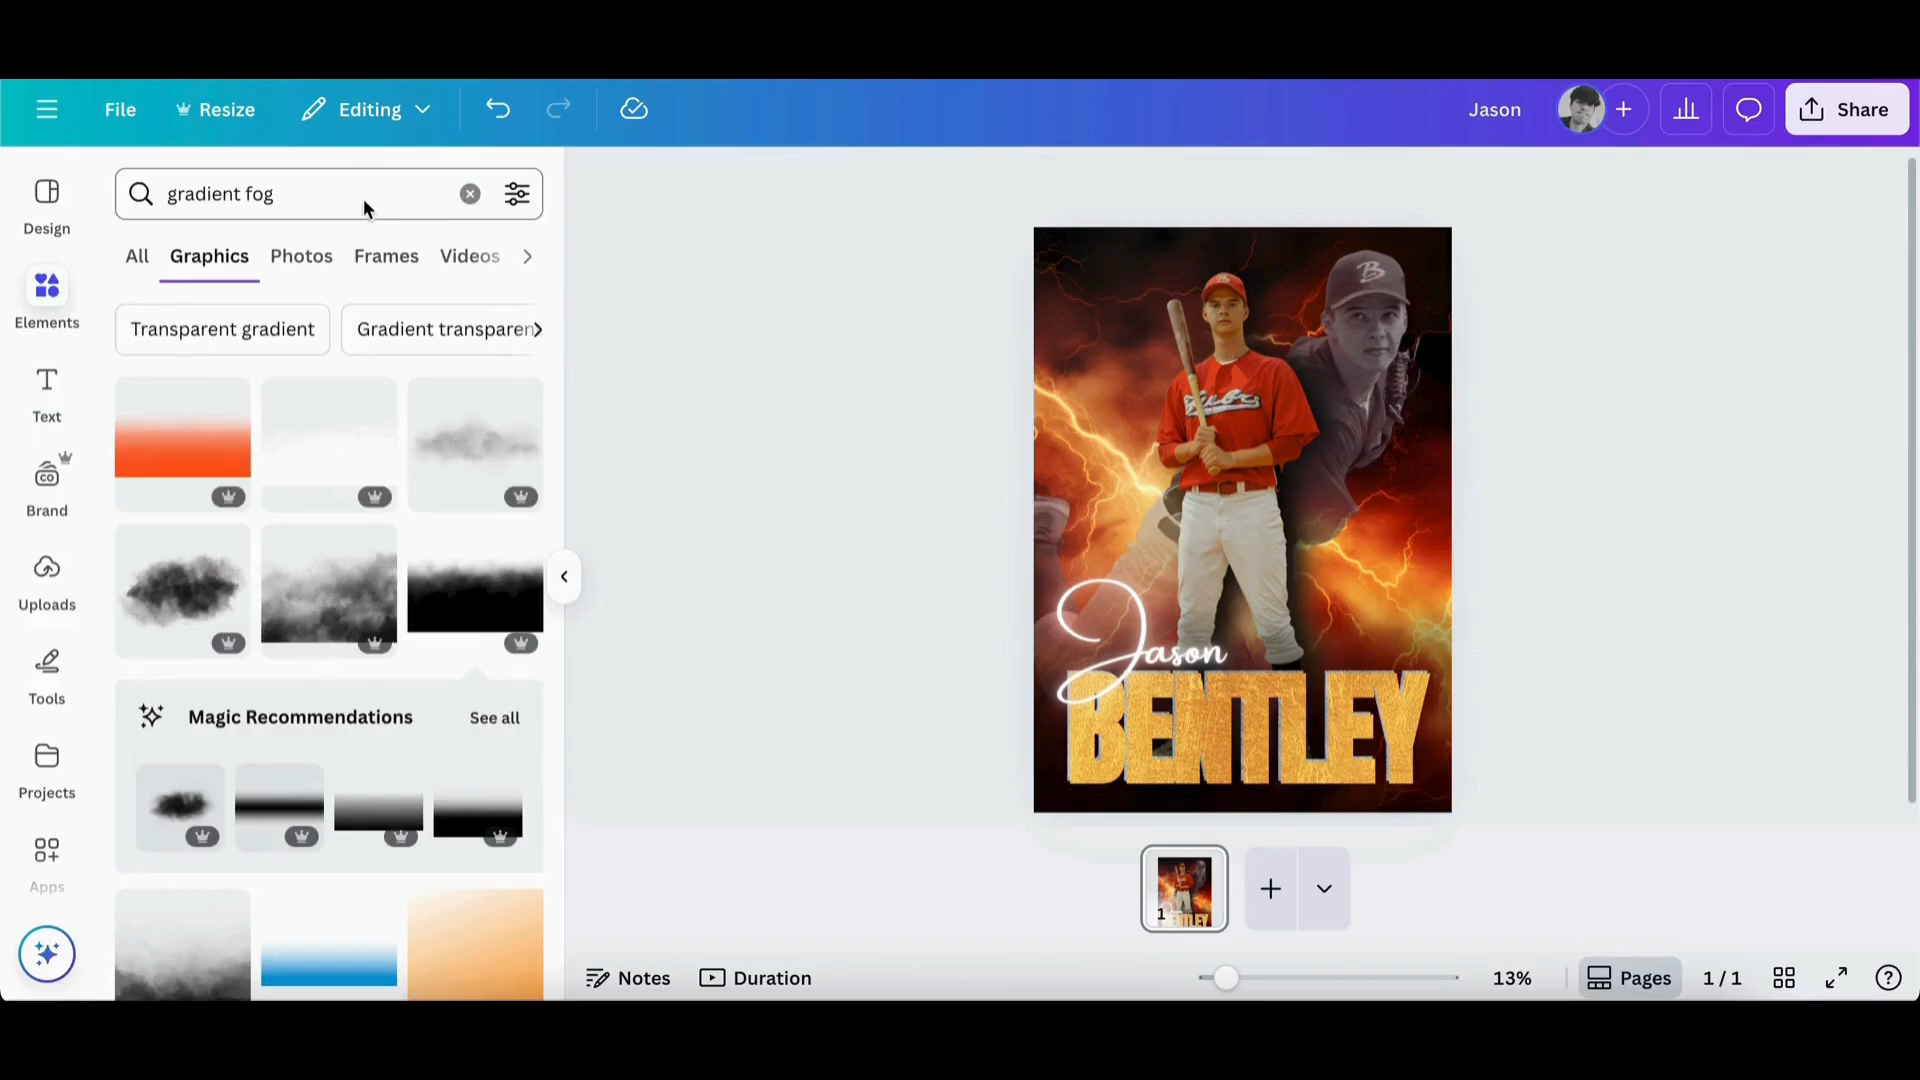 File
Resize
Editing
Jason
Share
gradient fog
All
Graphics
Photos
Frames
Videos
Transparent gradient
Gradient transparen
Design
Elements
Text
Brand
Uploads
Tools
Projects
Apps
Magic Recommendations
See all
B
Jason
BENTLEY
1
Notes
Duration
13%
Pages
1 / 1